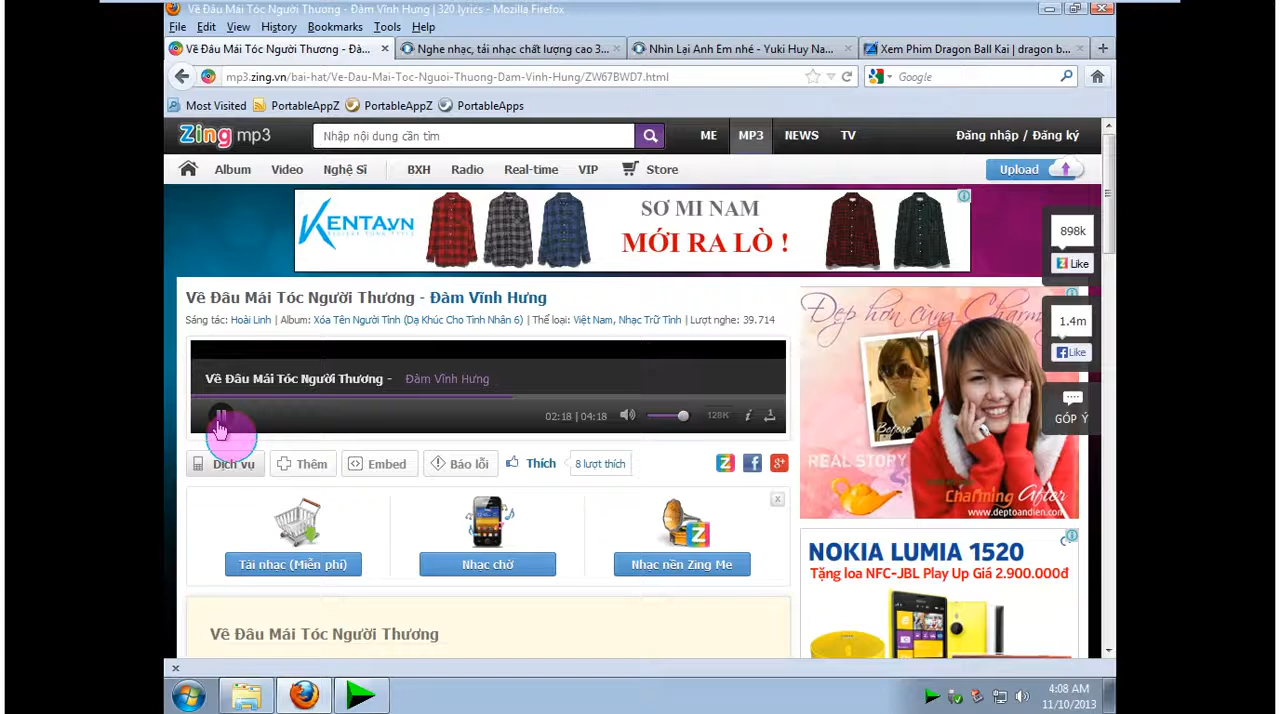 Về Đâu Mái Tóc Người Thương - Đàm Vĩnh Hưng | 320 lyrics - Mozilla Firefox
File Edit View History Bookmarks Tools Help
Về Đâu Mái Tóc Người Thương - Đà... × Nghe nhạc, tải nhạc chất lượng cao 3... × Nhìn Lại Anh Em nhé - Yuki Huy Na... × Xem Phim Dragon Ball Kai | dragon b... × +
mp3.zing.vn/bai-hat/Ve-Dau-Mai-Toc-Nguoi-Thuong-Dam-Vinh-Hung/ZW67BWD7.html Google
Most Visited PortableAppZ PortableAppZ PortableApps
Zing mp3 Nhập nội dung cần tìm ME MP3 NEWS TV Đăng nhập / Đăng ký
Album Video Nghệ Sĩ BXH Radio Real-time VIP Store Upload
KENTA.VN
SƠ MI NAM
MỚI RA LÒ !
898k
Like
Về Đâu Mái Tóc Người Thương - Đàm Vĩnh Hưng
Sáng tác: Hoài Linh | Album: Xóa Tên Người Tình (Dạ Khúc Cho Tình Nhân 6) | Thể loại: Việt Nam, Nhạc Trữ Tình | Lượt nghe: 39.714
Đẹp hơn cùng Charm
1.4m
Like
Về Đâu Mái Tóc Người Thương - Đàm Vĩnh Hưng
02:18 | 04:18 128K
GÓP Ý
Before
REAL STORY
Charming After
www.deptoandien.com
Dịch vụ Thêm Embed Báo lỗi Thích 8 lượt thích
Tải nhạc (Miễn phí) Nhạc chờ Nhạc nền Zing Me
NOKIA LUMIA 1520
Tặng loa NFC-JBL Play Up Giá 2.900.000đ
Về Đâu Mái Tóc Người Thương
4:08 AM
11/10/2013